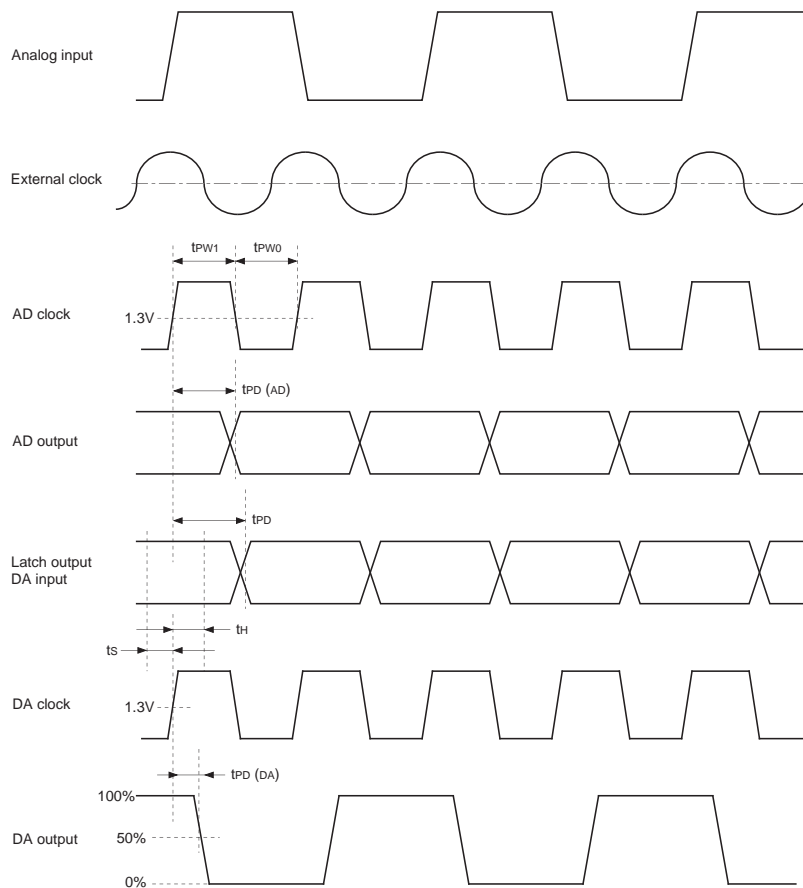 Analog input
External clock
tPW1 tPW0
AD clock
1.3V
tPD (AD)
AD output
tPD
Latch output
DA input
tH
tS
DA clock
1.3V
tPD (DA)
100%
DA output
50%
0%